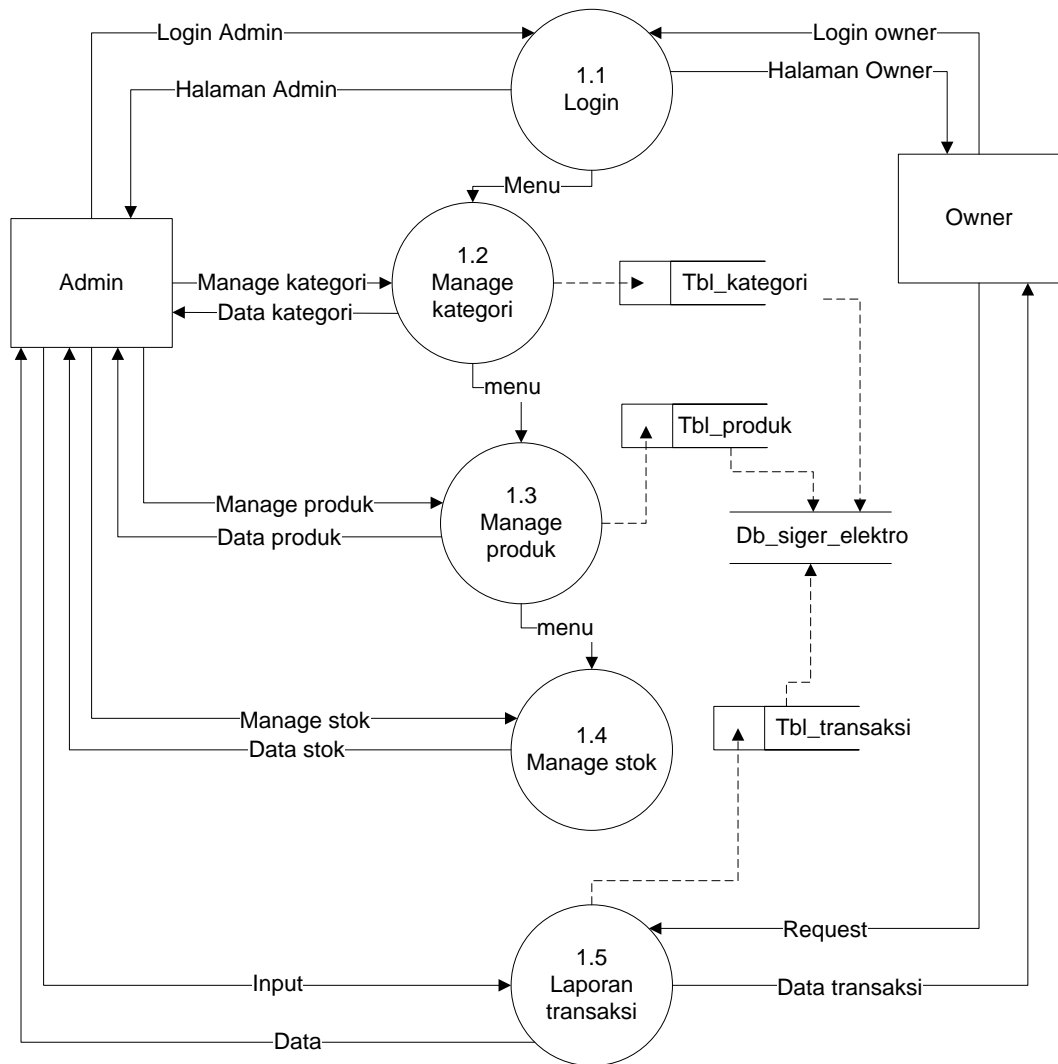 Login Admin
Login owner
1.1
Login
Halaman Owner
Halaman Admin
Menu
Owner
Admin
1.2
Manage
kategori
Manage kategori
Data kategori
Tbl_kategori
menu
Tbl_produk
Manage produk
Data produk
1.3
Manage
produk
Db_siger_elektro
menu
Manage stok
Data stok
1.4
Manage stok
Tbl_transaksi
Request
1.5
Laporan
transaksi
Input
Data transaksi
Data